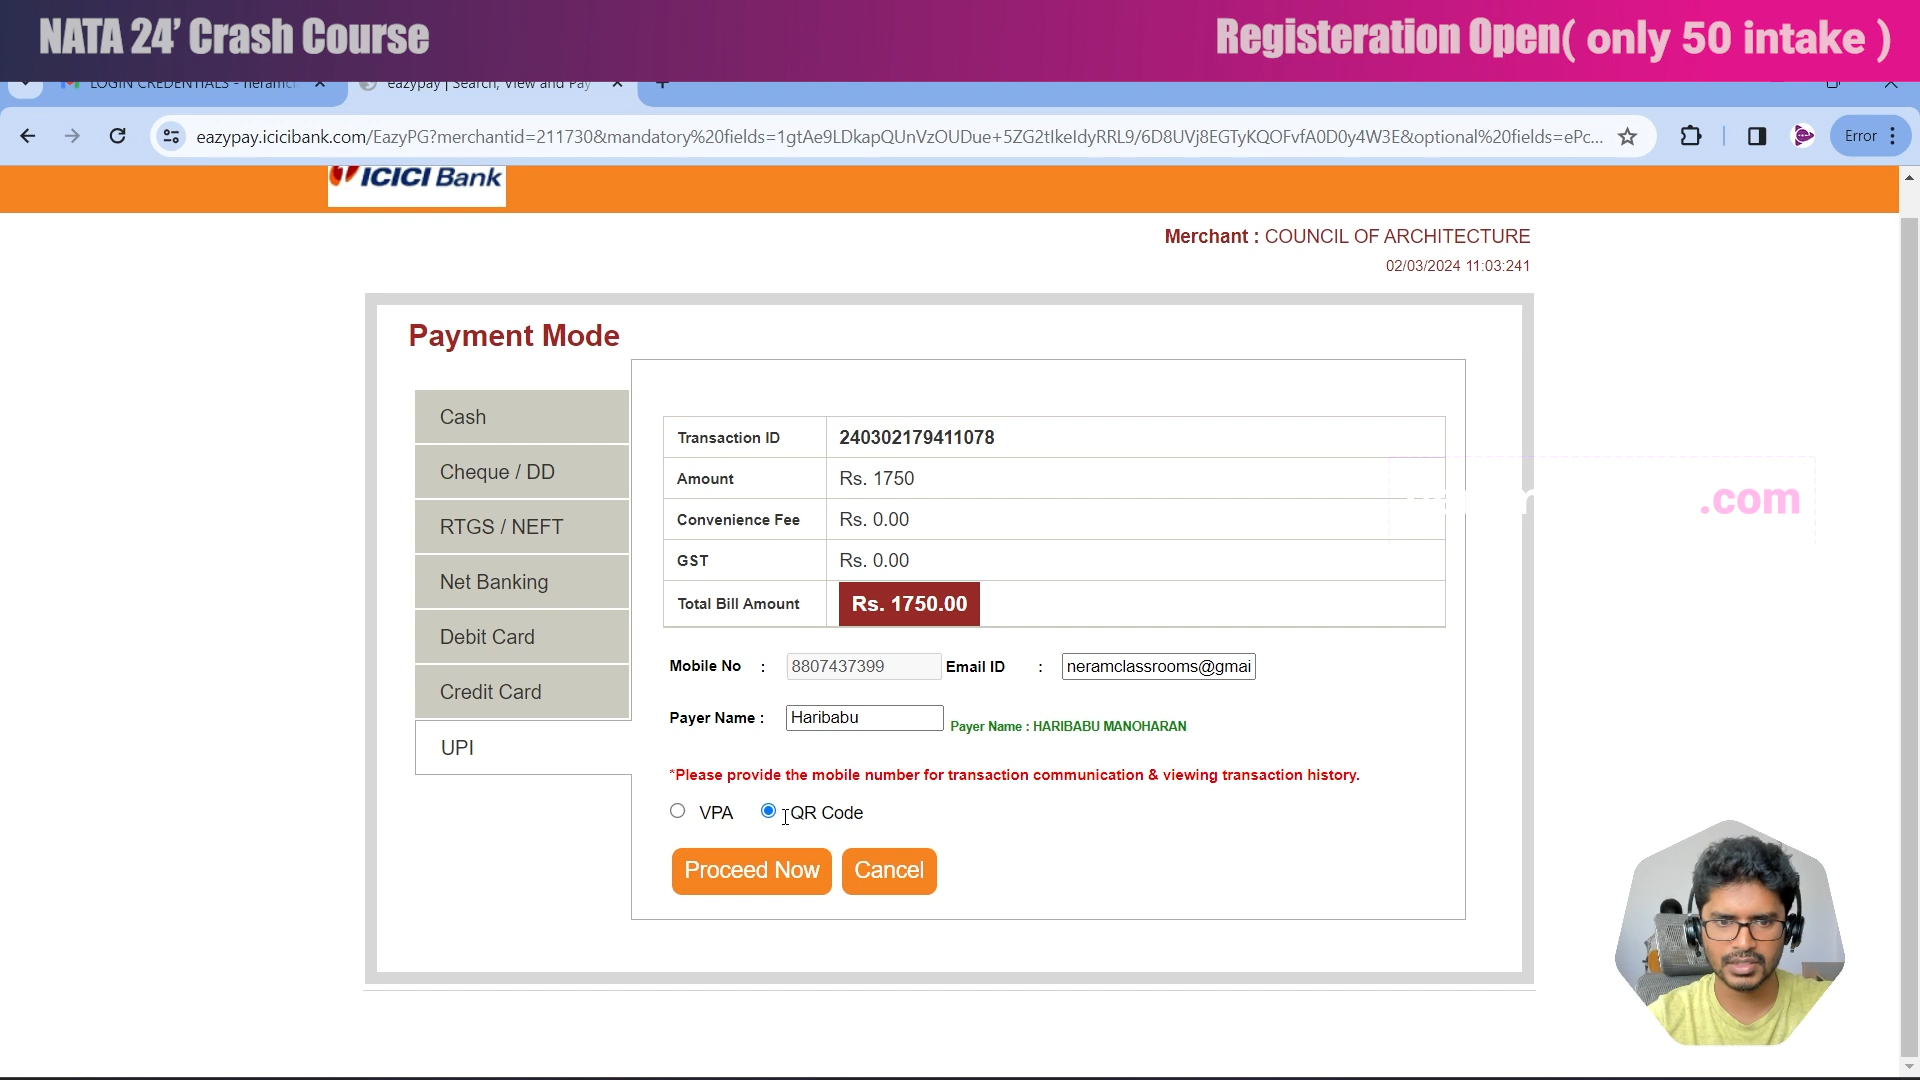 NATA 24’ Crash Course
Registeration Open( only 50 intake )
LOGIN CREDENTIALS - neramcl
eazypay | Search, View and Pay
eazypay.icicibank.com/EazyPG?merchantid=211730&mandatory%20fields=1gtAe9LDkapQUnVzOUDue+5ZG2tIkeIdyRRL9/6D8UVj8EGTyKQOFvfA0D0y4W3E&optional%20fields=ePc...
Error
ICICI Bank
Merchant : COUNCIL OF ARCHITECTURE
02/03/2024 11:03:241
Payment Mode
Cash
Cheque / DD
RTGS / NEFT
Net Banking
Debit Card
Credit Card
UPI
Transaction ID 240302179411078
Amount Rs. 1750
Convenience Fee Rs. 0.00
GST Rs. 0.00
Total Bill Amount Rs. 1750.00
.com
Mobile No : 8807437399 Email ID : neramclassrooms@gmai
Payer Name : Haribabu Payer Name : HARIBABU MANOHARAN
*Please provide the mobile number for transaction communication & viewing transaction history.
VPA QR Code
Proceed Now Cancel